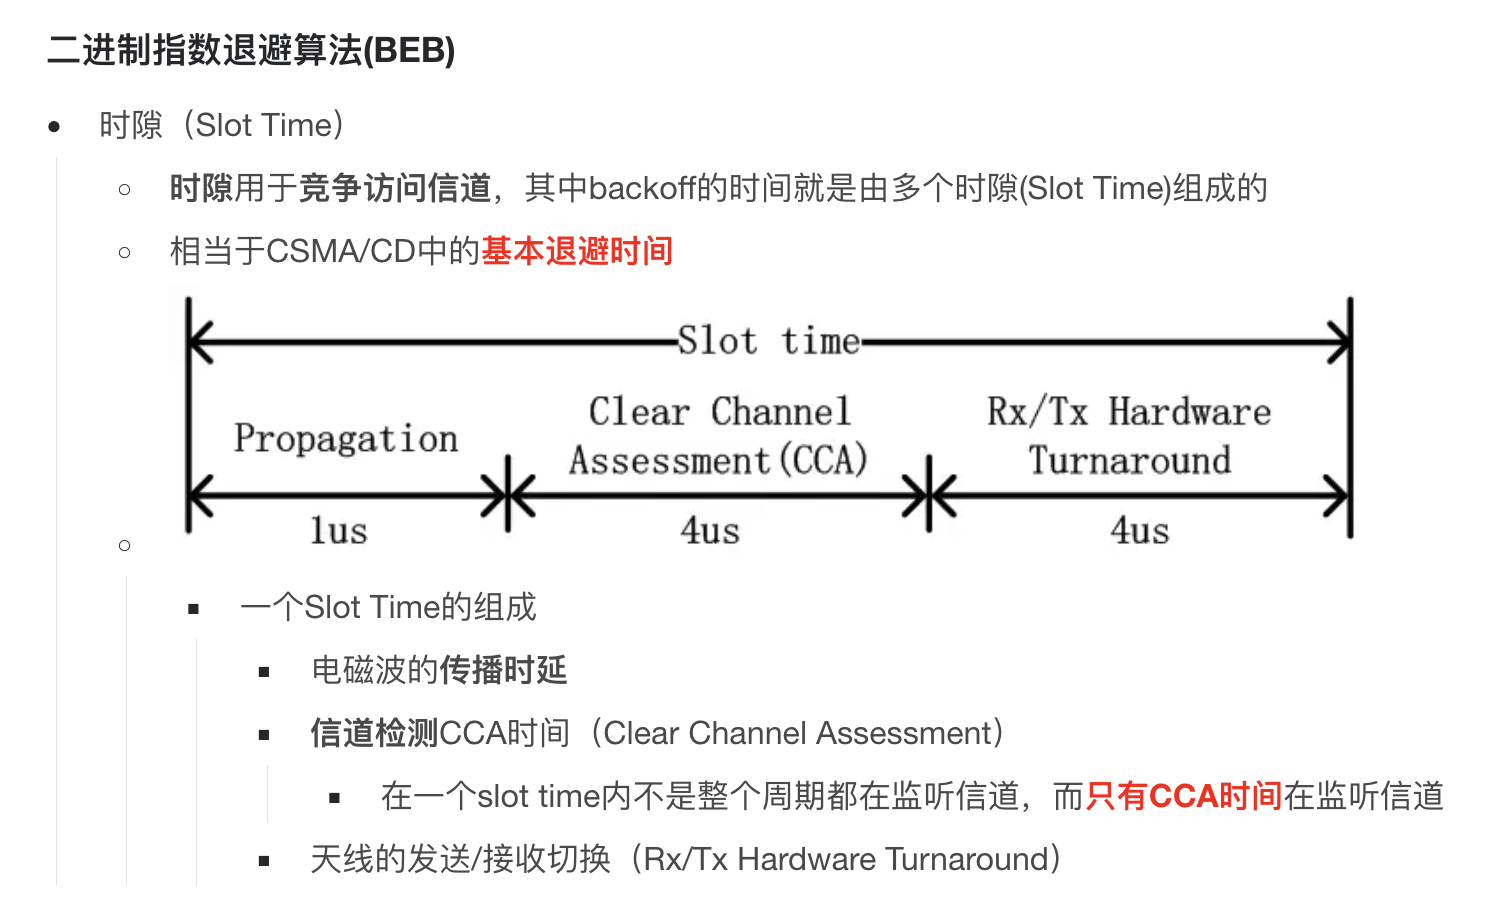 二进制指数退避算法(BEB)
时隙（Slot Time）
时隙用于竞争访问信道，其中backoff的时间就是由多个时隙(Slot Time)组成的
相当于CSMA/CD中的基本退避时间
Slot time
Propagation
Clear Channel
Assessment(CCA)
Rx/Tx Hardware
Turnaround
1us
4us
4us
一个Slot Time的组成
电磁波的传播时延
信道检测CCA时间（Clear Channel Assessment）
在一个slot time内不是整个周期都在监听信道，而只有CCA时间在监听信道
天线的发送/接收切换（Rx/Tx Hardware Turnaround）